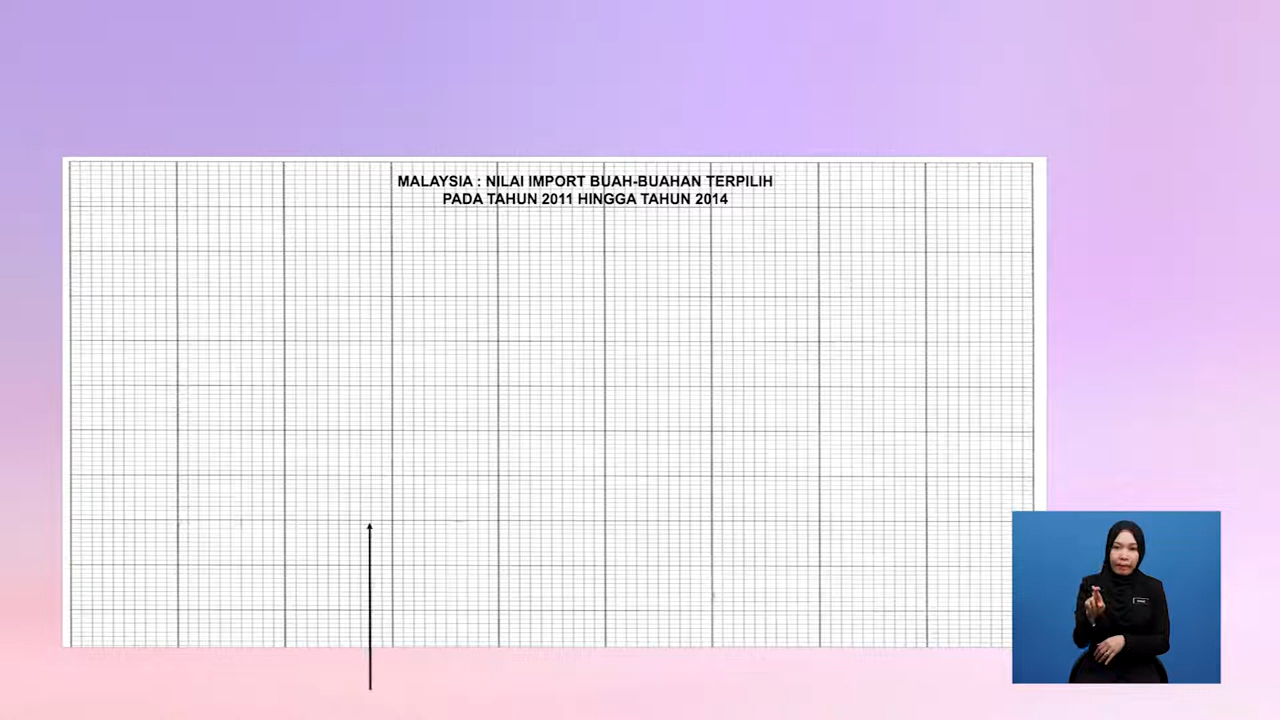 MALAYSIA : NILAI IMPORT BUAH-BUAHAN TERPILIH
PADA TAHUN 2011 HINGGA TAHUN 2014